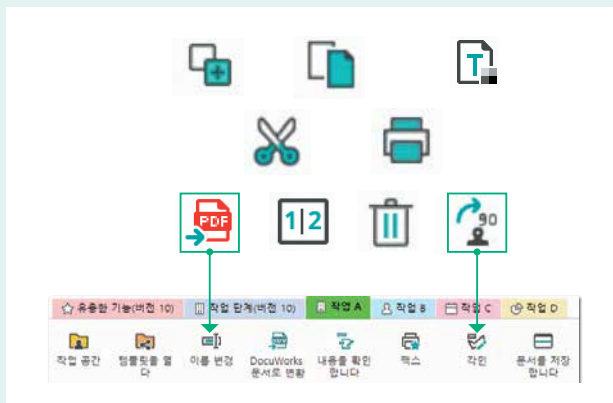 T
PDF
1|2
90
유용한 기능(버전 10) 작업 단계(버전 10) 작업 A 작업 B 작업 C 작업 D
작업 공간 템플릿을 열다 이름 변경 DocuWorks 문서로 변환 내용을 확인합니다 팩스 각인 문서를 저장합니다